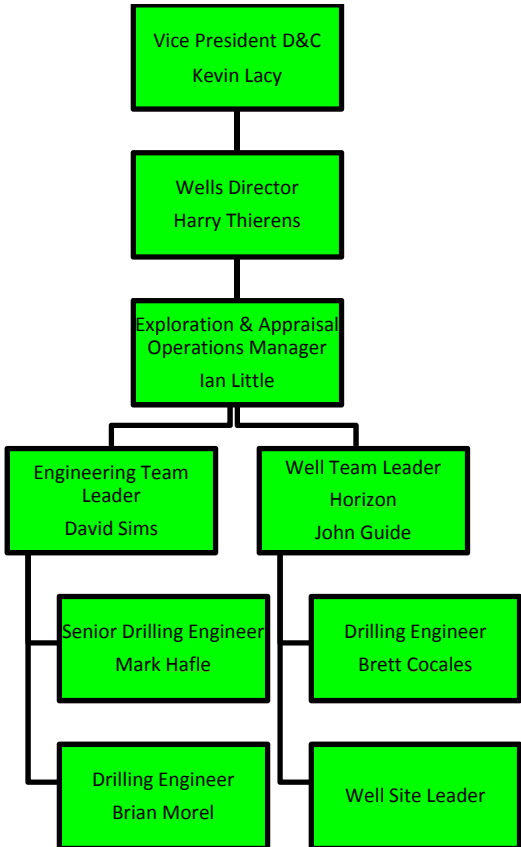 Vice President D&C
Kevin Lacy
Wells Director
Harry Thierens
Exploration & Appraisal
Operations Manager
Ian Little
Engineering Team
Leader
David Sims
Well Team Leader
Horizon
John Guide
Senior Drilling Engineer
Mark Hafle
Drilling Engineer
Brett Cocales
Drilling Engineer
Brian Morel
Well Site Leader